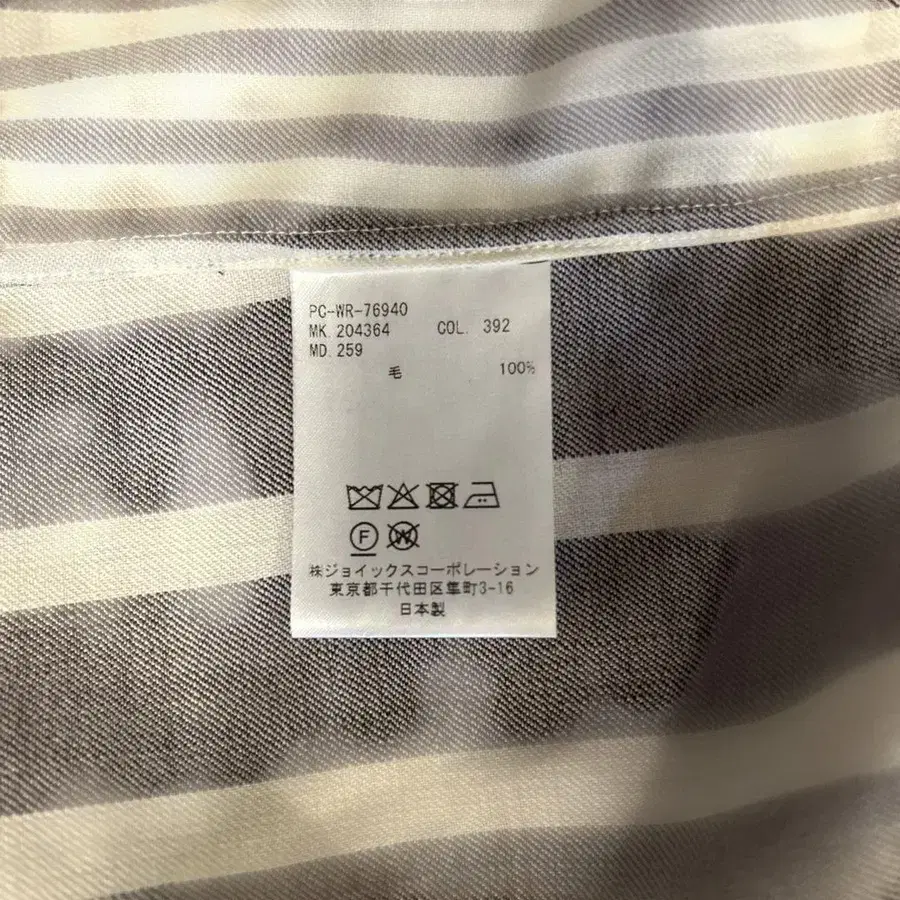 PC-WR-76940
MK. 204364 COL. 392
MD. 259
毛 100%
F
W
㈱ジョイックスコーポレーション
東京都千代田区隼町3-16
日本製